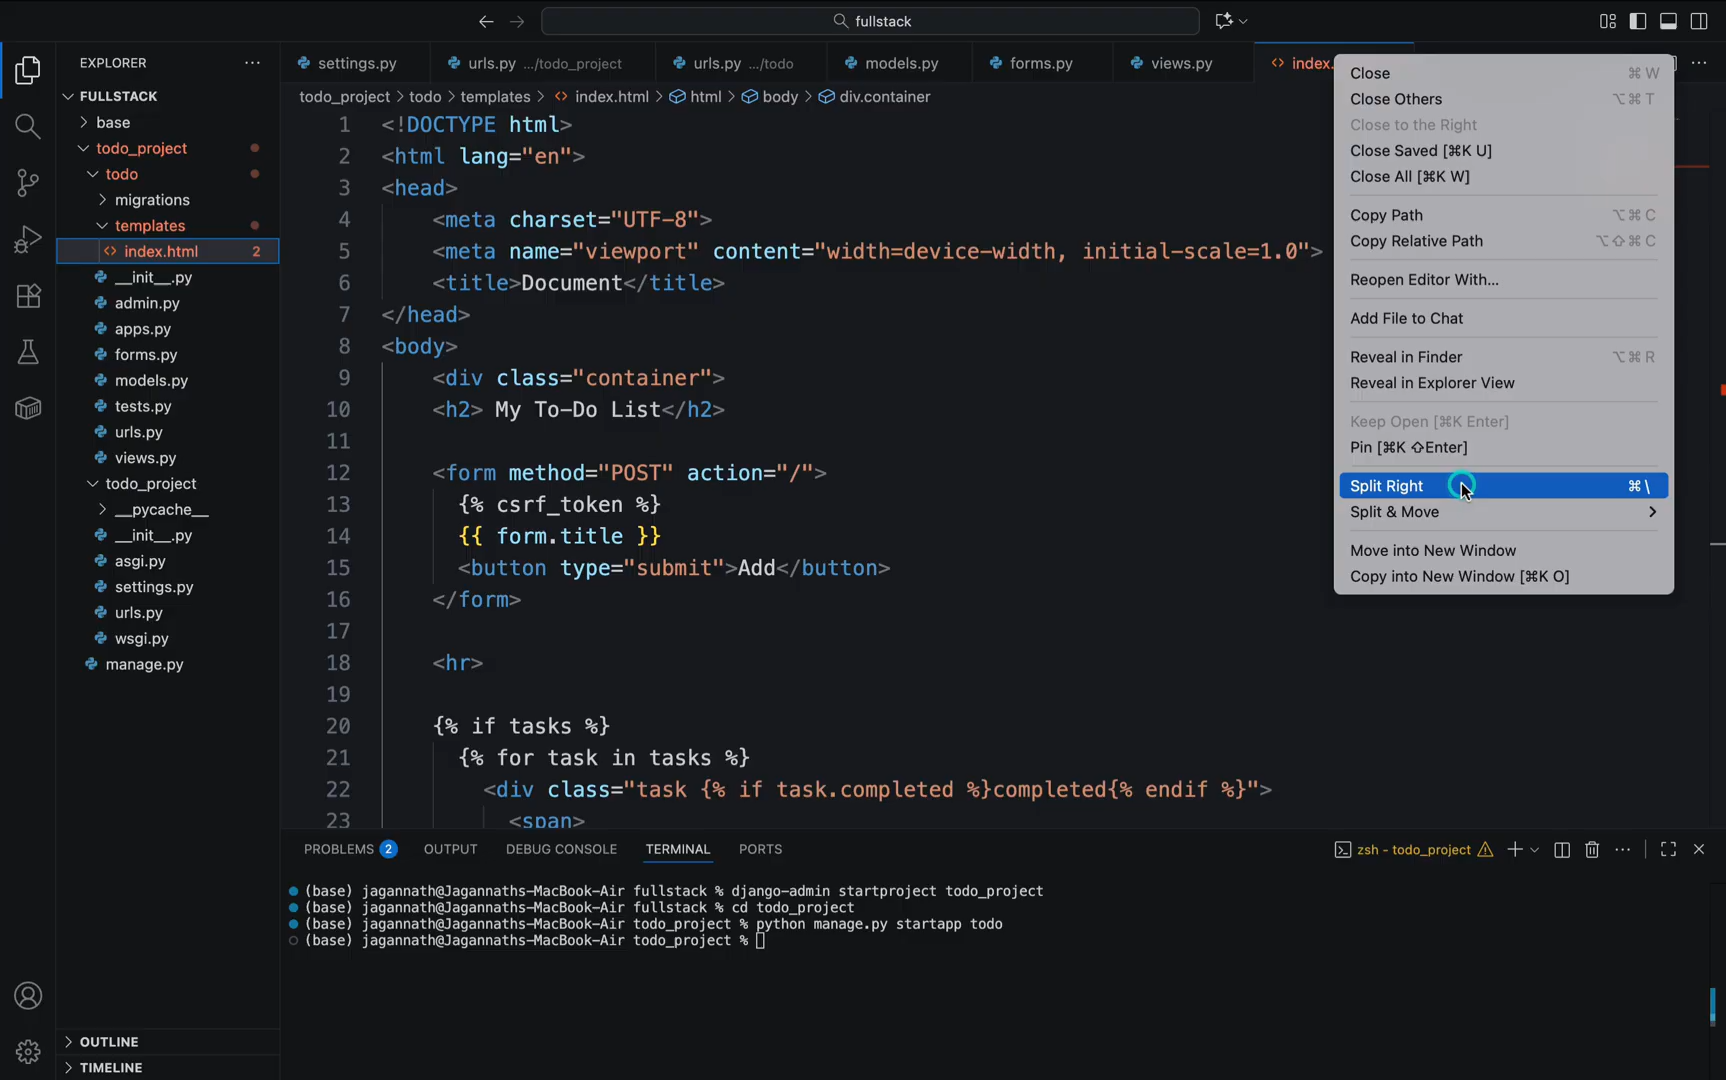 fullstack
EXPLORER
settings.py
urls.py .../todo_project
urls.py .../todo
models.py
forms.py
views.py
index.
FULLSTACK
base
todo_project
todo
migrations
templates
index.html 2
__init__.py
admin.py
apps.py
forms.py
models.py
tests.py
urls.py
views.py
todo_project
__pycache__
__init__.py
asgi.py
settings.py
urls.py
wsgi.py
manage.py
OUTLINE
TIMELINE
todo_project > todo > templates > index.html > html > body > div.container
1 <!DOCTYPE html>
2 <html lang="en">
3 <head>
4 <meta charset="UTF-8">
5 <meta name="viewport" content="width=device-width, initial-scale=1.0">
6 <title>Document</title>
7 </head>
8 <body>
9 <div class="container">
10 <h2> My To-Do List</h2>
11
12 <form method="POST" action="/">
13 {% csrf_token %}
14 {{ form.title }}
15 <button type="submit">Add</button>
16 </form>
17
18 <hr>
19
20 {% if tasks %}
21 {% for task in tasks %}
22 <div class="task {% if task.completed %}completed{% endif %}">
23 <span>
Close ⌘ W
Close Others ⌥⌘ T
Close to the Right
Close Saved [⌘K U]
Close All [⌘K W]
Copy Path ⌥⌘ C
Copy Relative Path ⌥⇧⌘ C
Reopen Editor With...
Add File to Chat
Reveal in Finder ⌥⌘ R
Reveal in Explorer View
Keep Open [⌘K Enter]
Pin [⌘K ⇧Enter]
Split Right ⌘ \
Split & Move
Move into New Window
Copy into New Window [⌘K O]
PROBLEMS 2 OUTPUT DEBUG CONSOLE TERMINAL PORTS
zsh - todo_project
(base) jagannath@Jagannaths-MacBook-Air fullstack % django-admin startproject todo_project
(base) jagannath@Jagannaths-MacBook-Air fullstack % cd todo_project
(base) jagannath@Jagannaths-MacBook-Air todo_project % python manage.py startapp todo
(base) jagannath@Jagannaths-MacBook-Air todo_project %